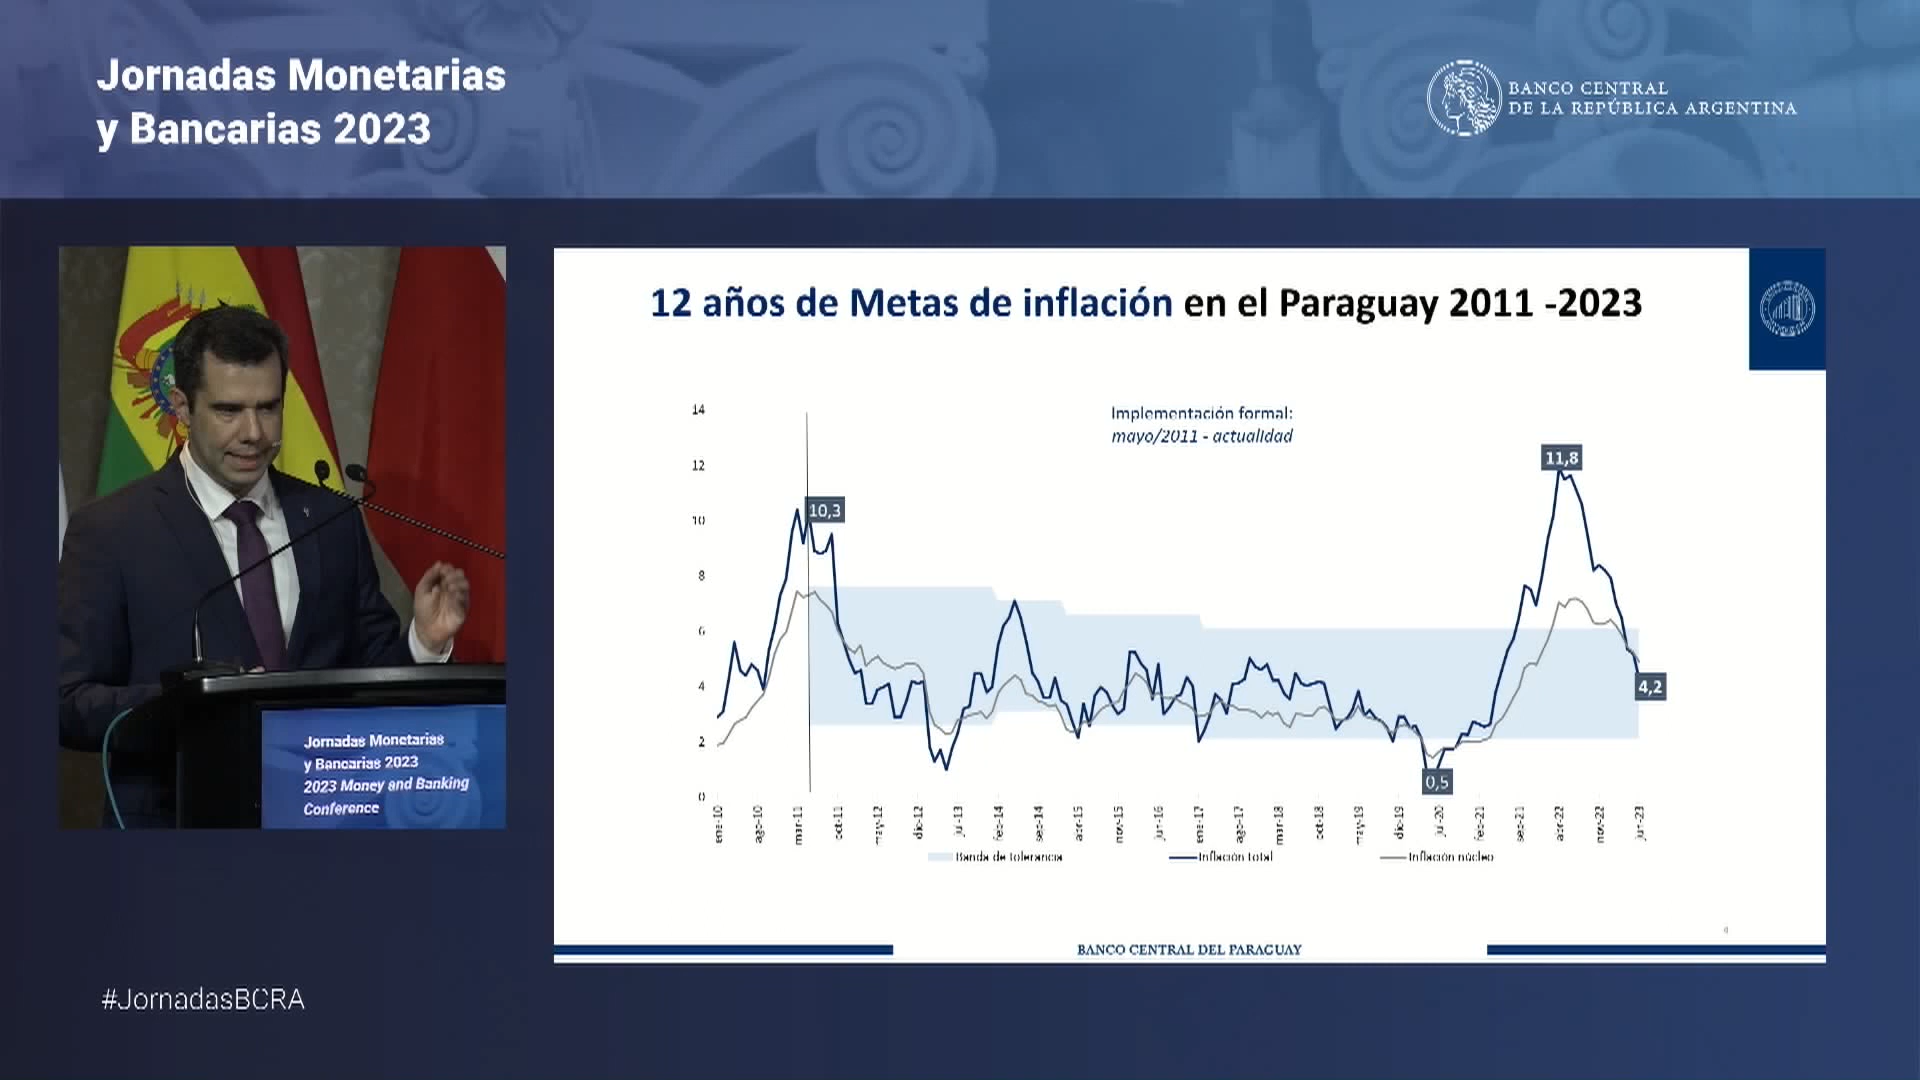 Jornadas Monetarias
y Bancarias 2023
BANCO CENTRAL
DE LA REPÚBLICA ARGENTINA
12 años de Metas de inflación en el Paraguay 2011 -2023
Implementación formal:
mayo/2011 - actualidad
14
12
10
8
6
4
2
0
10,3
11,8
4,2
0,5
ene-10
ago-10
mar-11
oct-11
may-12
dic-12
jul-13
feb-14
sep-14
abr-15
nov-15
jun-16
ene-17
ago-17
mar-18
oct-18
may-19
dic-19
jul-20
feb-21
sep-21
abr-22
nov-22
jun-23
Banda de tolerancia
Inflación total
Inflación núcleo
BANCO CENTRAL DEL PARAGUAY
Jornadas Monetarias
y Bancarias 2023
2023 Money and Banking
Conference
#JornadasBCRA